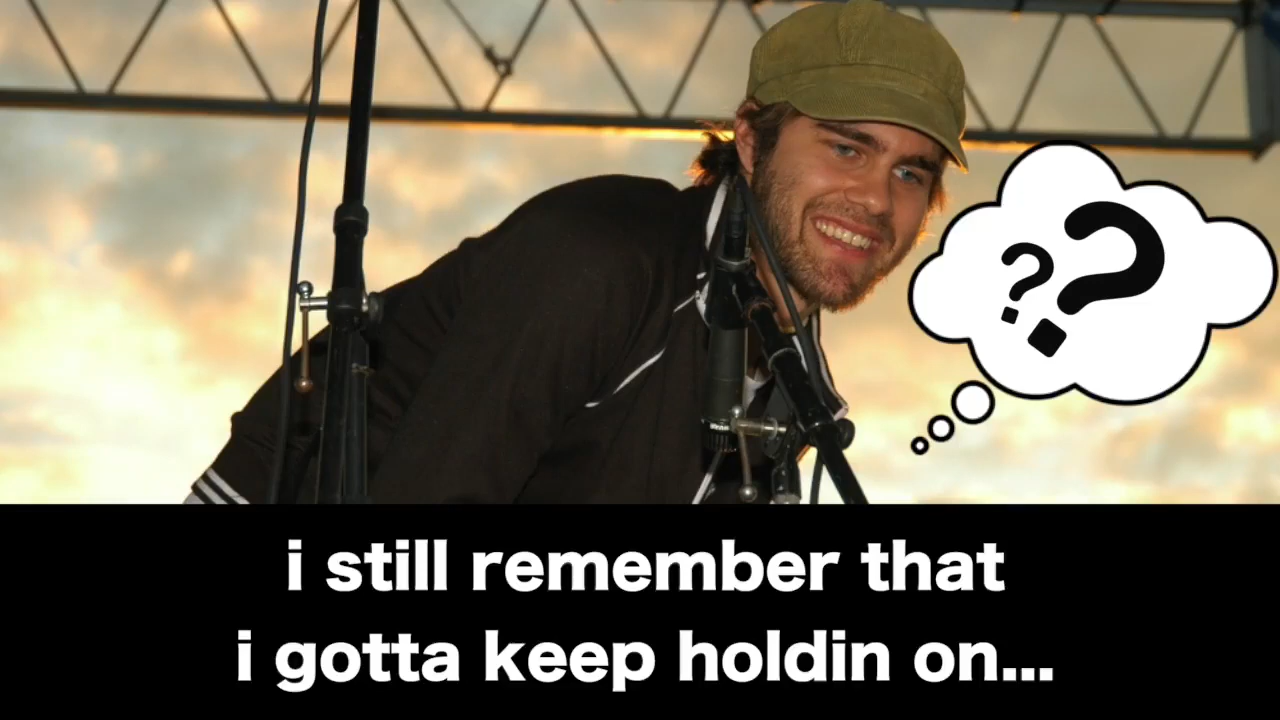 ??
i still remember that
i gotta keep holdin on...